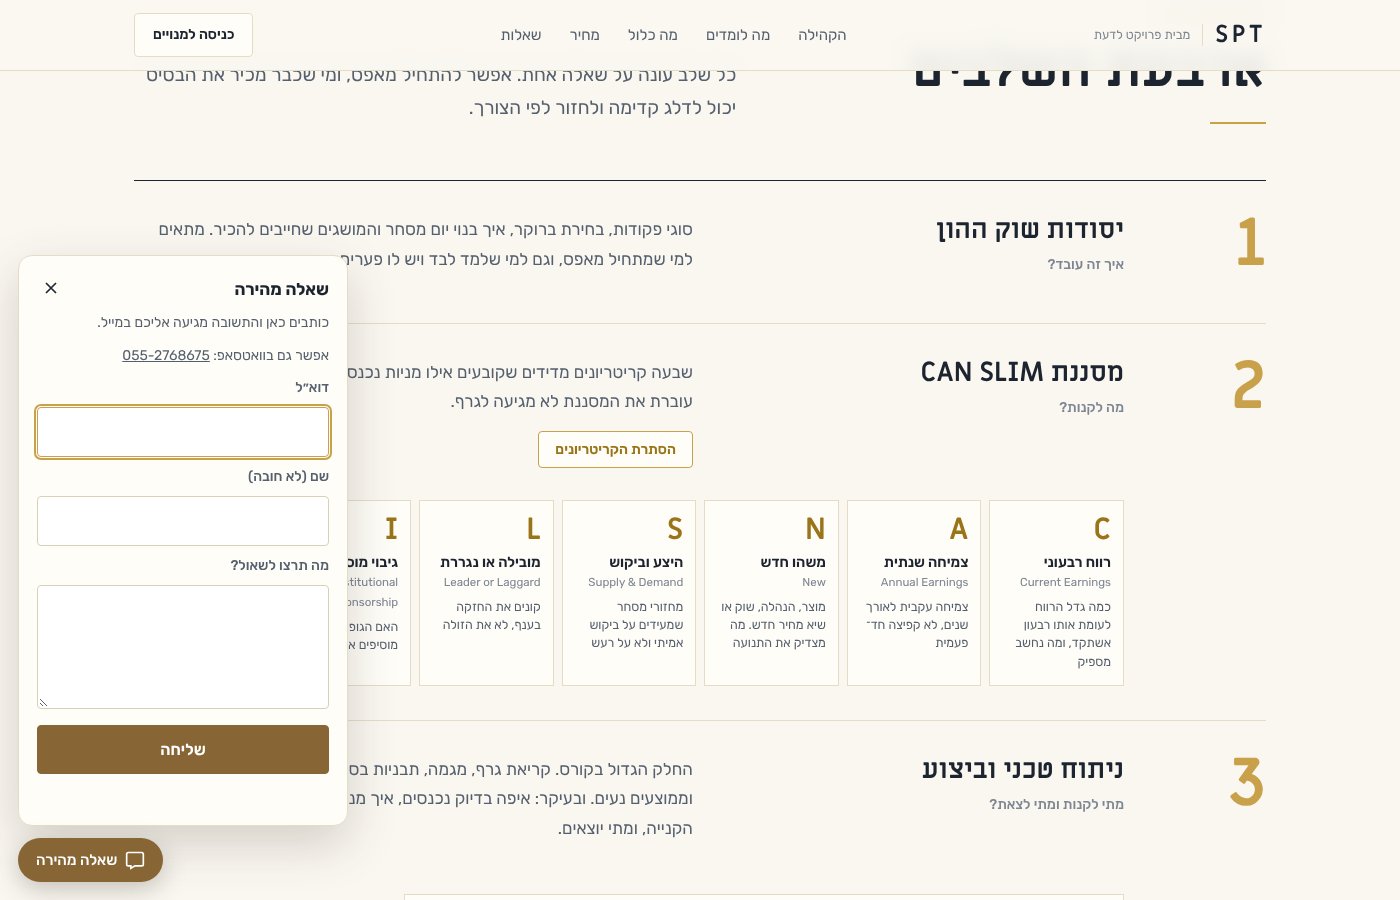 SPT
מבית פרויקט לדעת
הקהילה
מה לומדים
מה כלול
מחיר
שאלות
כניסה למנויים
ארבעת השלבים
כל שלב עונה על שאלה אחת. אפשר להתחיל מאפס, ומי שכבר מכיר את הבסיס
יכול לדלג קדימה ולחזור לפי הצורך.
1
יסודות שוק ההון
איך זה עובד?
סוגי פקודות, בחירת ברוקר, איך בנוי יום מסחר והמושגים שחייבים להכיר. מתאים
למי שמתחיל מאפס, וגם למי שלמד לבד ויש לו פערים
2
מסננת CAN SLIM
מה לקנות?
שבעה קריטריונים מדידים שקובעים אילו מניות נכנס
עוברת את המסננת לא מגיעה לגרף.
הסתרת הקריטריונים
C
רווח רבעוני
Current Earnings
כמה גדל הרווח
לעומת אותו רבעון
אשתקד, ומה נחשב
מספיק
A
צמיחה שנתית
Annual Earnings
צמיחה עקבית לאורך
שנים, לא קפיצה חד־
פעמית
N
משהו חדש
New
מוצר, הנהלה, שוק או
שיא מחיר חדש. מה
מצדיק את התנועה
S
היצע וביקוש
Supply & Demand
מחזורי מסחר
שמעידים על ביקוש
אמיתי ולא על רעש
L
מובילה או נגררת
Leader or Laggard
קונים את החזקה
בענף, לא את הזולה
I
גיבוי מוס
stitutional
onsorship
האם הגופ
מוסיפים א
3
ניתוח טכני וביצוע
מתי לקנות ומתי לצאת?
החלק הגדול בקורס. קריאת גרף, מגמה, תבניות בס
וממוצעים נעים. ובעיקר: איפה בדיוק נכנסים, איך מנ
הקנייה, ומתי יוצאים.
שאלה מהירה
כותבים כאן והתשובה מגיעה אליכם במייל.
אפשר גם בוואטסאפ: 055-2768675
דוא״ל
שם (לא חובה)
מה תרצו לשאול?
שליחה
שאלה מהירה